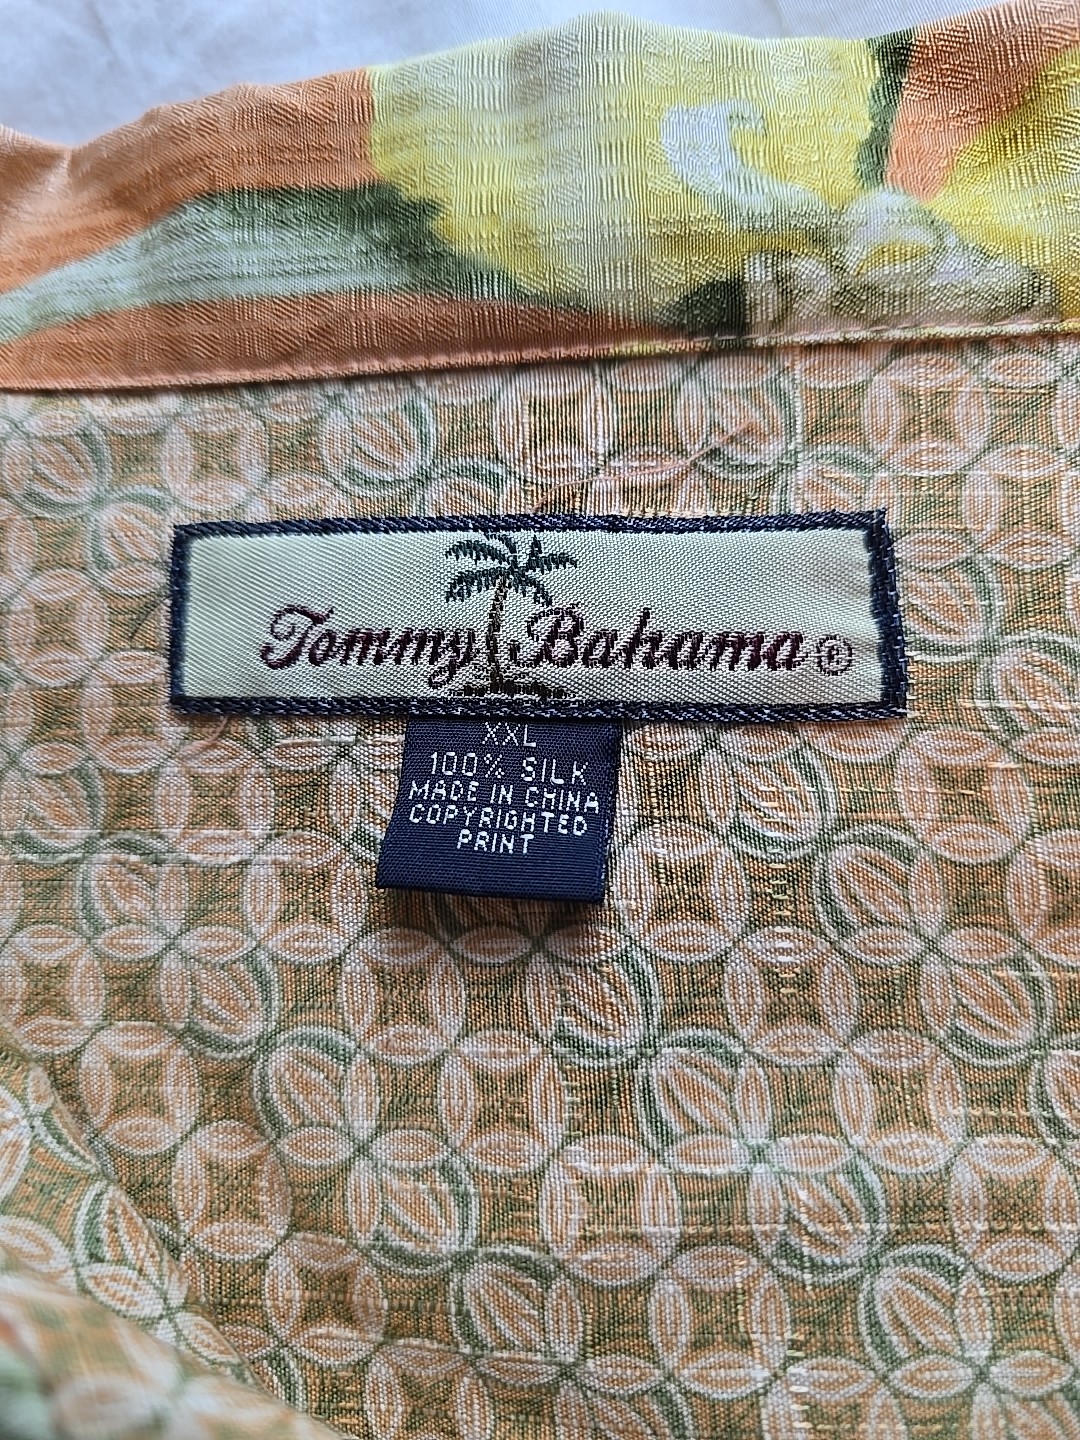 Tommy Bahama®
XXL
100% SILK
MADE IN CHINA
COPYRIGHTED
PRINT